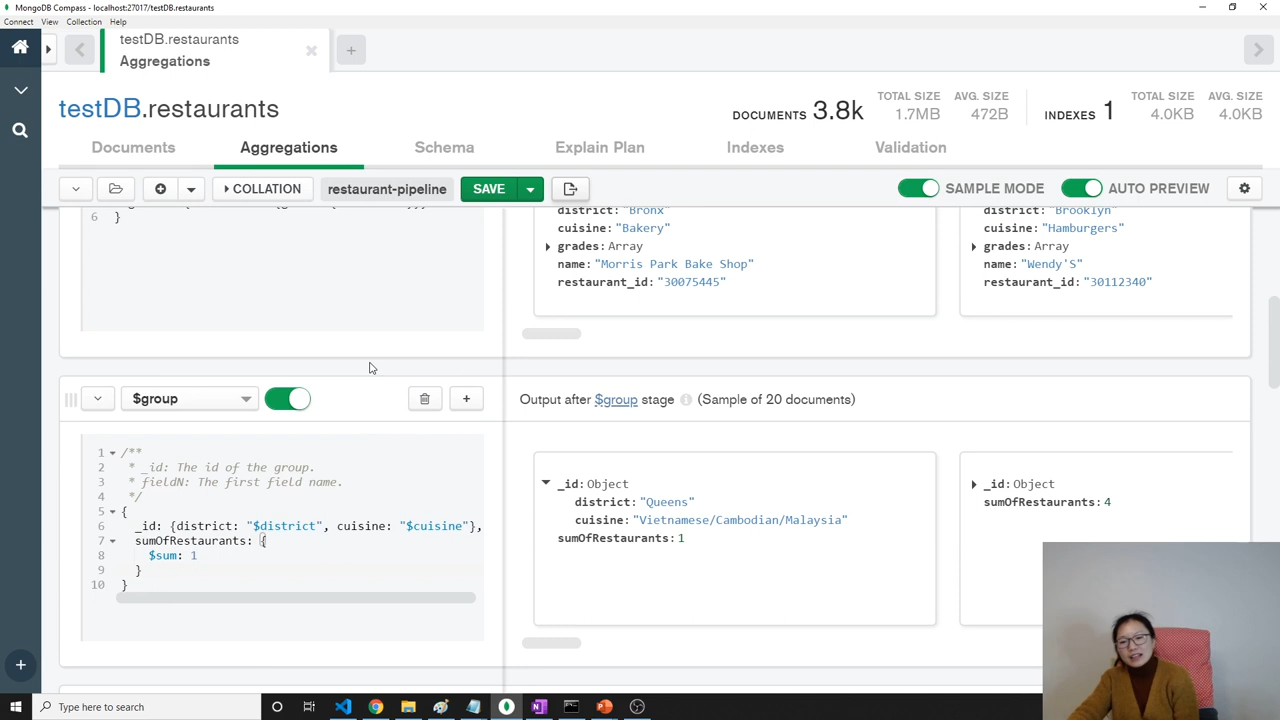 MongoDB Compass - localhost:27017/testDB.restaurants
Connect View Collection Help
testDB.restaurants
Aggregations
testDB.restaurants
DOCUMENTS 3.8k
TOTAL SIZE
1.7MB
AVG. SIZE
472B
INDEXES 1
TOTAL SIZE
4.0KB
AVG. SIZE
4.0KB
Documents Aggregations Schema Explain Plan Indexes Validation
COLLATION restaurant-pipeline SAVE SAMPLE MODE AUTO PREVIEW
6 }
district: "Bronx"
cuisine: "Bakery"
grades: Array
name: "Morris Park Bake Shop"
restaurant_id: "30075445"
district: "Brooklyn"
cuisine: "Hamburgers"
grades: Array
name: "Wendy'S"
restaurant_id: "30112340"
$group
Output after $group stage (Sample of 20 documents)
1 /**
2 * _id: The id of the group.
3 * fieldN: The first field name.
4 */
5 {
6 _id: {district: "$district", cuisine: "$cuisine"},
7 sumOfRestaurants: {
8 $sum: 1
9 }
10 }
_id: Object
district: "Queens"
cuisine: "Vietnamese/Cambodian/Malaysia"
sumOfRestaurants: 1
_id: Object
sumOfRestaurants: 4
Type here to search